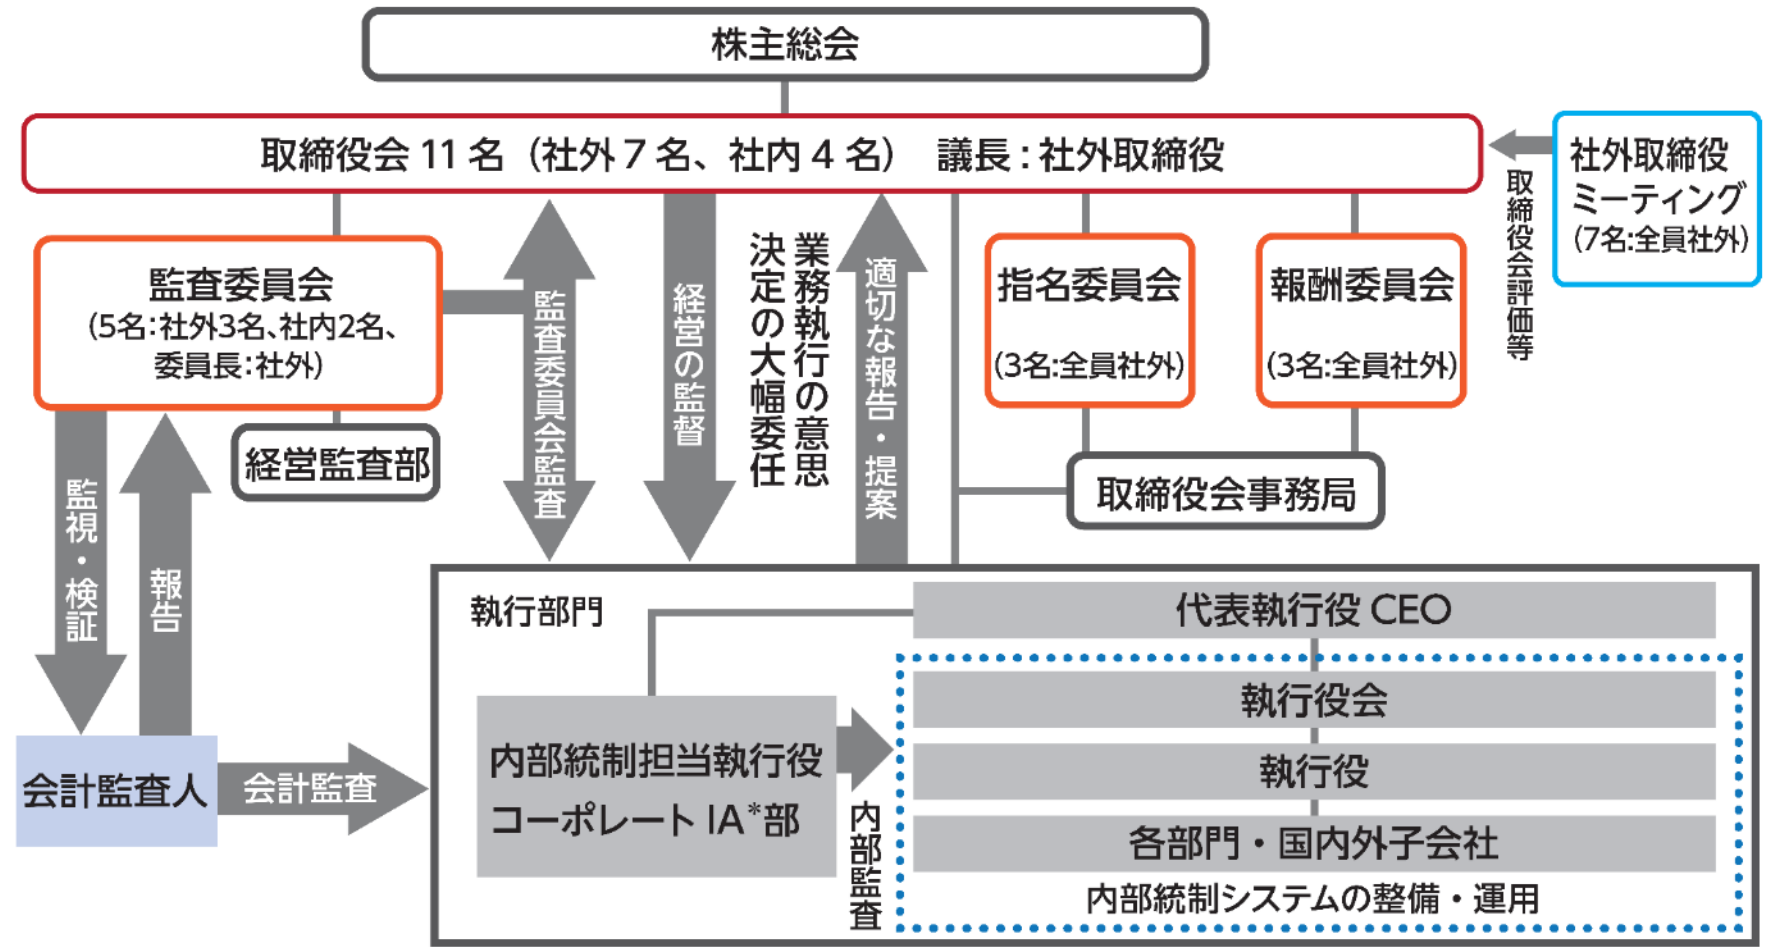 株主総会
取締役会 11 名（社外 7 名、社内 4 名）　議長 : 社外取締役
社外取締役
ミーティング
(7名:全員社外)
取締役会評価等
監査委員会
(5名:社外3名、社内2名、
委員長:社外)
経営監査部
監査委員会監査
経営の監督
業務執行の意思
決定の大幅委任
適切な報告・提案
指名委員会
(3名:全員社外)
報酬委員会
(3名:全員社外)
取締役会事務局
監視・検証
報告
会計監査人
会計監査
執行部門
代表執行役 CEO
内部統制担当執行役
コーポレート IA*部
内部監査
執行役会
執行役
各部門・国内外子会社
内部統制システムの整備・運用